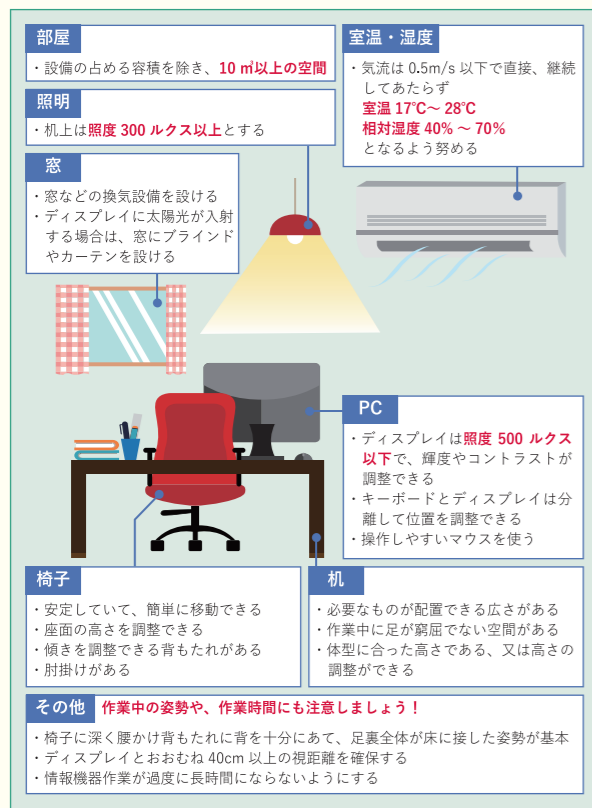 部屋
・設備の占める容積を除き、10 ㎥以上の空間
照明
・机上は照度 300 ルクス以上とする
窓
・窓などの換気設備を設ける
・ディスプレイに太陽光が入射
する場合は、窓にブラインド
やカーテンを設ける
室温・湿度
・気流は 0.5m/s 以下で直接、継続
してあたらず
室温 17℃〜 28℃
相対湿度 40% 〜 70%
となるよう努める
PC
・ディスプレイは照度 500 ルクス
以下で、輝度やコントラストが
調整できる
・キーボードとディスプレイは分
離して位置を調整できる
・操作しやすいマウスを使う
椅子
・安定していて、簡単に移動できる
・座面の高さを調整できる
・傾きを調整できる背もたれがある
・肘掛けがある
机
・必要なものが配置できる広さがある
・作業中に足が窮屈でない空間がある
・体型に合った高さである、又は高さの
調整ができる
その他 作業中の姿勢や、作業時間にも注意しましょう！
・椅子に深く腰かけ背もたれに背を十分にあて、足裏全体が床に接した姿勢が基本
・ディスプレイとおおむね 40cm 以上の視距離を確保する
・情報機器作業が過度に長時間にならないようにする